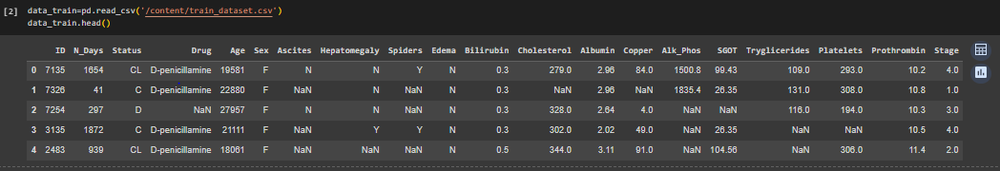 [2] data_train=pd.read_csv('/content/train_dataset.csv')
data_train.head()
ID N_Days Status Drug Age Sex Ascites Hepatomegaly Spiders Edema Bilirubin Cholesterol Albumin Copper Alk_Phos SGOT Tryglicerides Platelets Prothrombin Stage
0 7135 1654 CL D-penicillamine 19581 F N N Y N 0.3 279.0 2.96 84.0 1500.8 99.43 109.0 293.0 10.2 4.0
1 7326 41 C D-penicillamine 22880 F NaN N NaN N 0.3 NaN 2.96 NaN 1835.4 26.35 131.0 308.0 10.8 1.0
2 7254 297 D NaN 27957 F N N NaN N 0.3 328.0 2.64 4.0 NaN NaN 116.0 194.0 10.3 3.0
3 3135 1872 C D-penicillamine 21111 F NaN Y Y N 0.3 302.0 2.02 49.0 NaN 26.35 NaN NaN 10.5 4.0
4 2483 939 CL D-penicillamine 18061 F NaN NaN NaN N 0.5 344.0 3.11 91.0 NaN 104.56 NaN 306.0 11.4 2.0